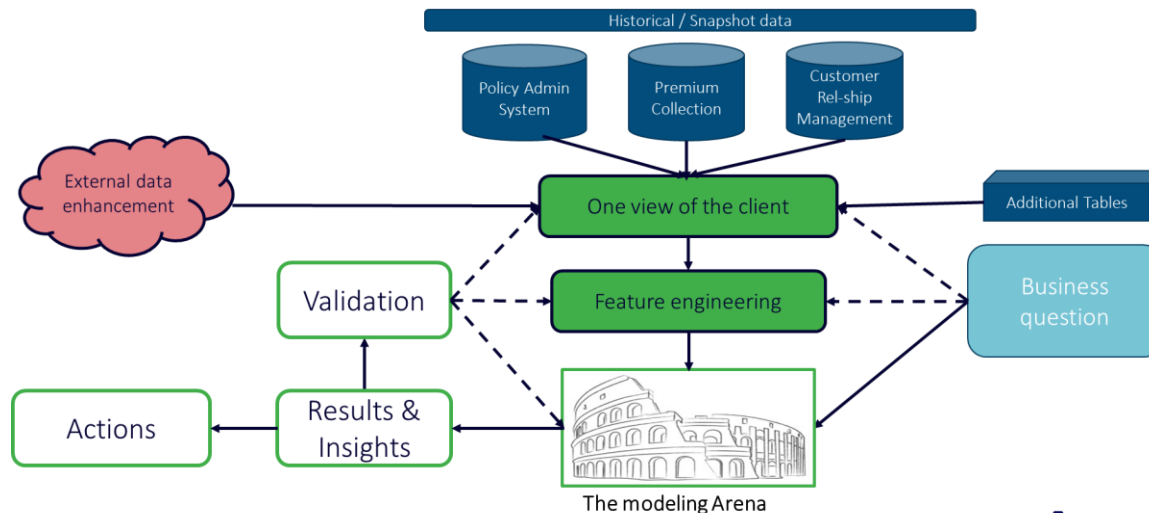 Historical / Snapshot data
Policy Admin
System
Premium
Collection
Customer
Rel-ship
Management
External data
enhancement
One view of the client
Additional Tables
Validation
Feature engineering
Business
question
Actions
Results &
Insights
The modeling Arena